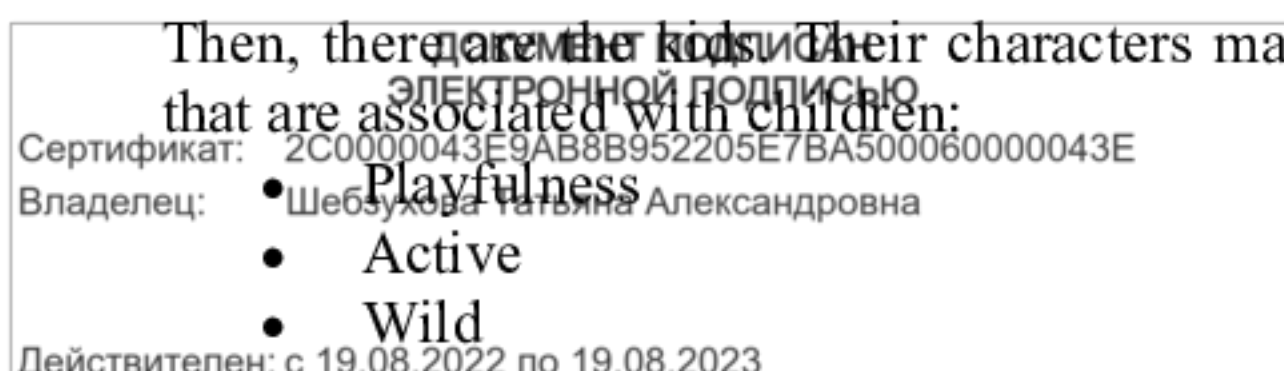 Then, there are the kids. Their characters ma
ДОКУМЕНТ ПОДПИСАН
ЭЛЕКТРОННОЙ ПОДПИСЬЮ
that are associated with children:
Сертификат: 2C0000043E9AB8B952205E7BA500060000043E
• Playfulness
Владелец: Шебзухова Татьяна Александровна
• Active
• Wild
Действителен: с 19.08.2022 по 19.08.2023